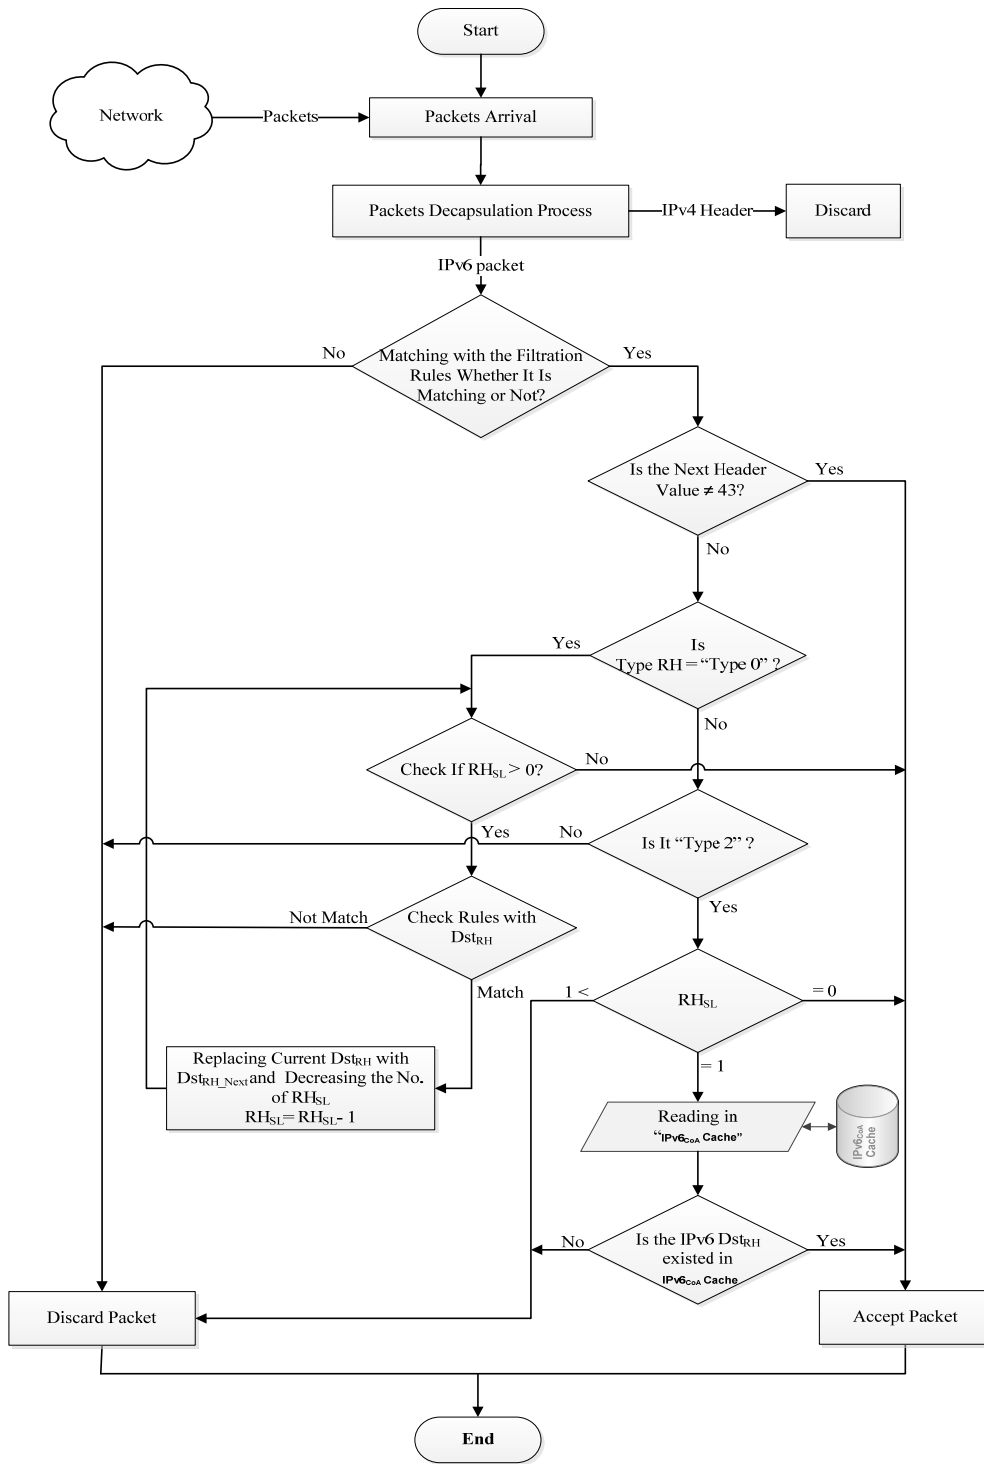 Start
Network
Packets
Packets Arrival
Packets Decapsulation Process
IPv4 Header
Discard
IPv6 packet
No
Matching with the Filtration
Rules Whether It Is
Matching or Not?
Yes
Is the Next Header
Value ≠ 43?
Yes
No
Is
Type RH = “Type 0” ?
Yes
No
Check If RHSL > 0?
No
Yes
No
Is It “Type 2” ?
Yes
Not Match
Check Rules with
DstRH
Match
1 <
RHSL
= 0
= 1
Replacing Current DstRH with
DstRH_Next and Decreasing the No.
of RHSL
RHSL= RHSL- 1
Reading in
“IPv6CoA Cache”
IPv6CoA
Cache
No
Is the IPv6 DstRH
existed in
IPv6CoA Cache
Yes
Discard Packet
Accept Packet
End